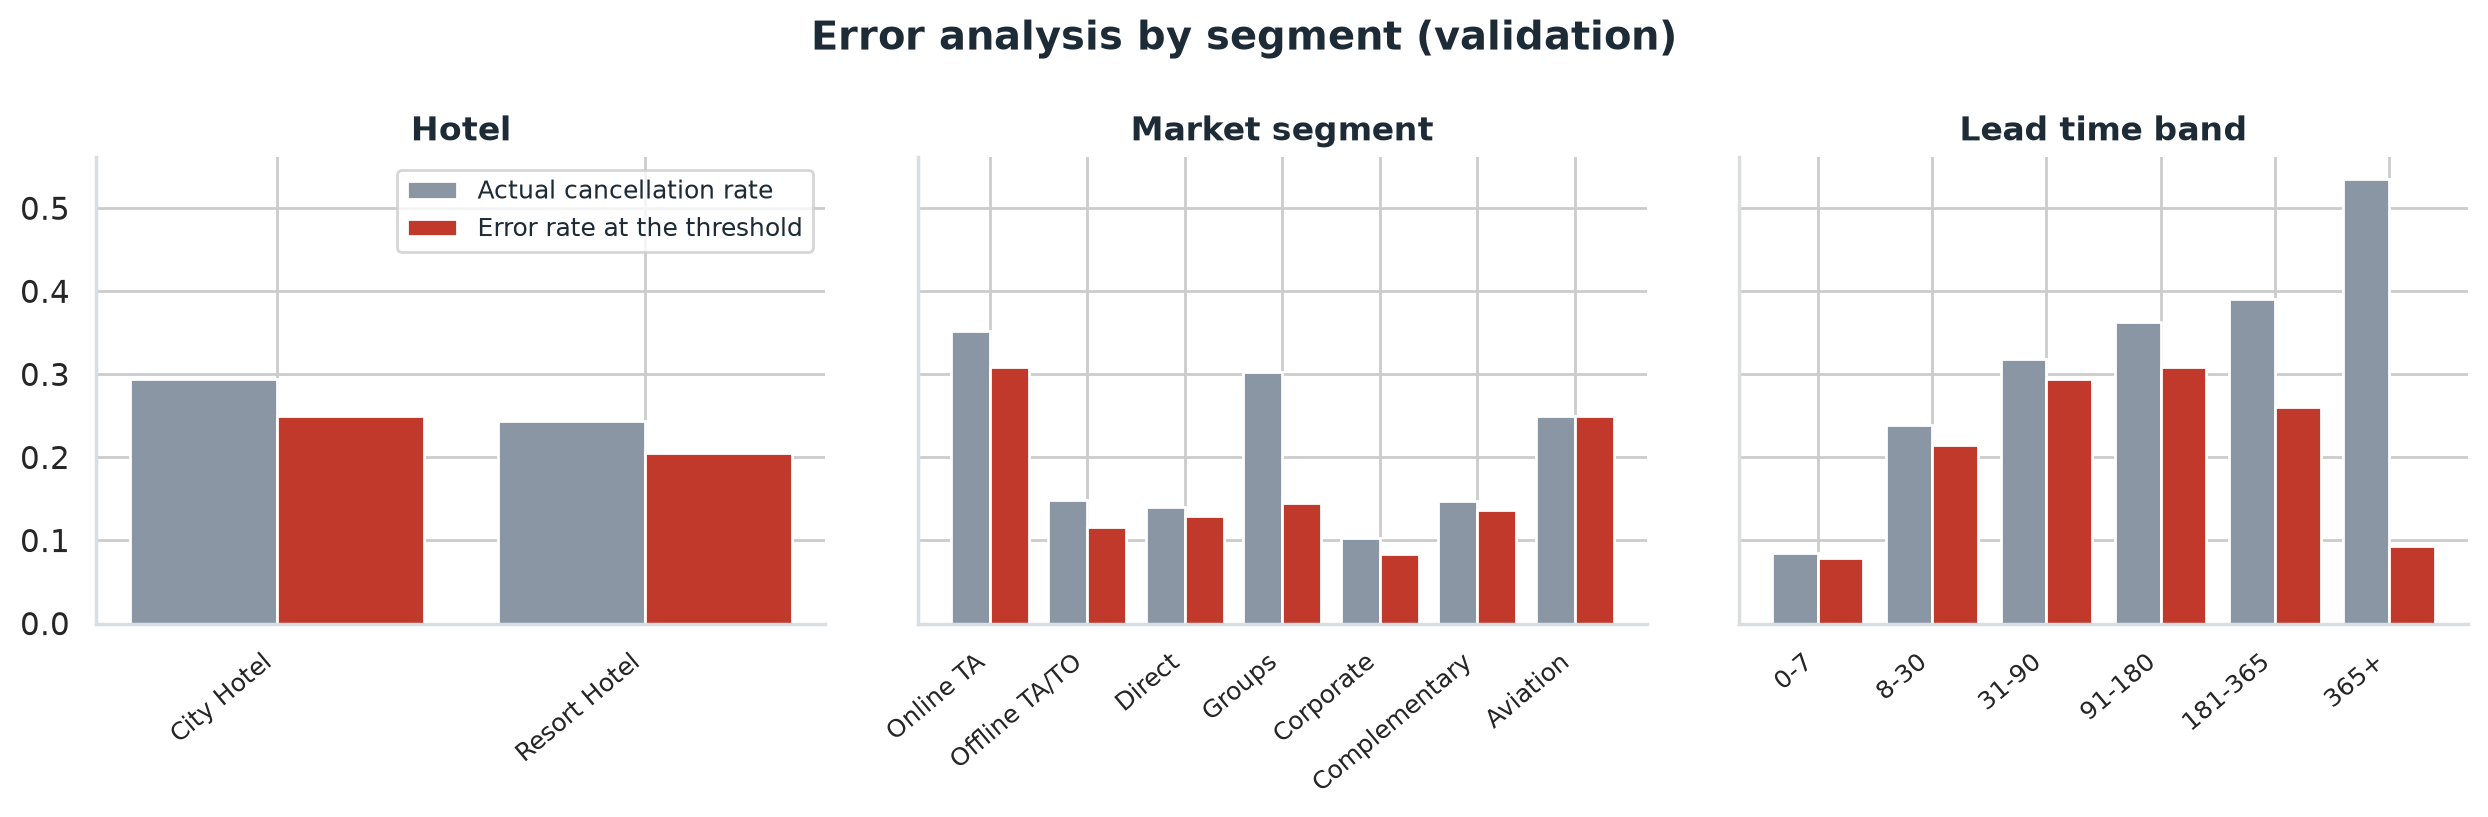 Error analysis by segment (validation)
Hotel
Actual cancellation rate
Error rate at the threshold
0.5
0.4
0.3
0.2
0.1
0.0
City Hotel
Resort Hotel
Market segment
Online TA
Offline TA/TO
Direct
Groups
Corporate
Complementary
Aviation
Lead time band
0-7
8-30
31-90
91-180
181-365
365+